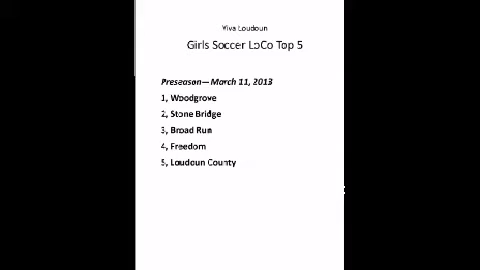 Viva Loudoun
Girls Soccer LoCo Top 5
Preseason—March 11, 2013
1, Woodgrove
2, Stone Bridge
3, Broad Run
4, Freedom
5, Loudoun County